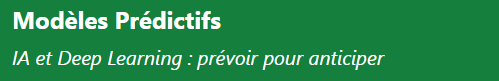 Modèles Prédictifs
IA et Deep Learning : prévoir pour anticiper